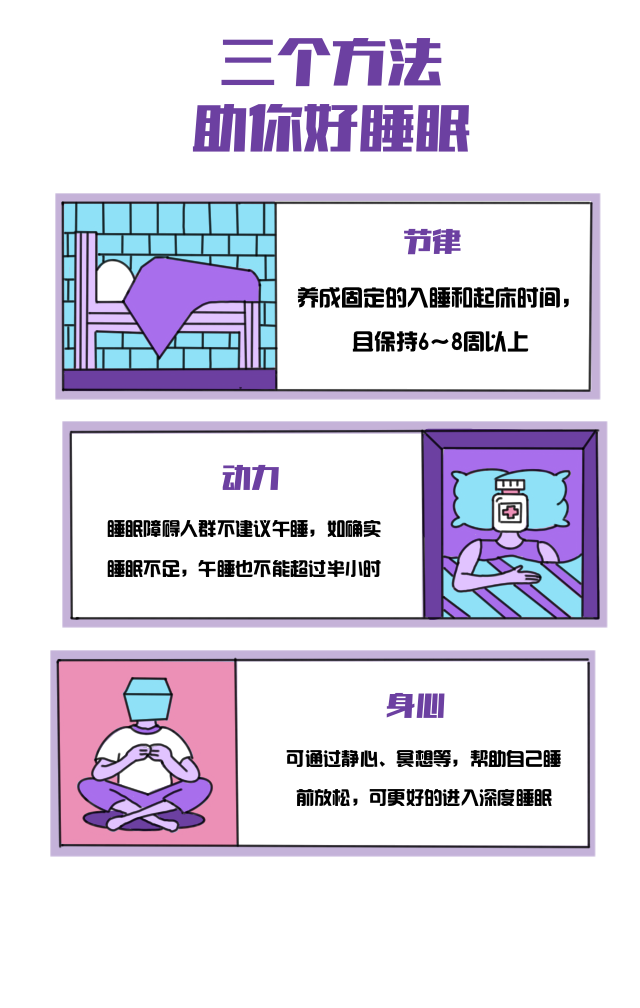 三个方法
助你好睡眠
节律
养成固定的入睡和起床时间，
且保持6～8周以上
动力
睡眠障碍人群不建议午睡，如确实
睡眠不足，午睡也不能超过半小时
身心
可通过静心、冥想等，帮助自己睡
前放松，可更好的进入深度睡眠